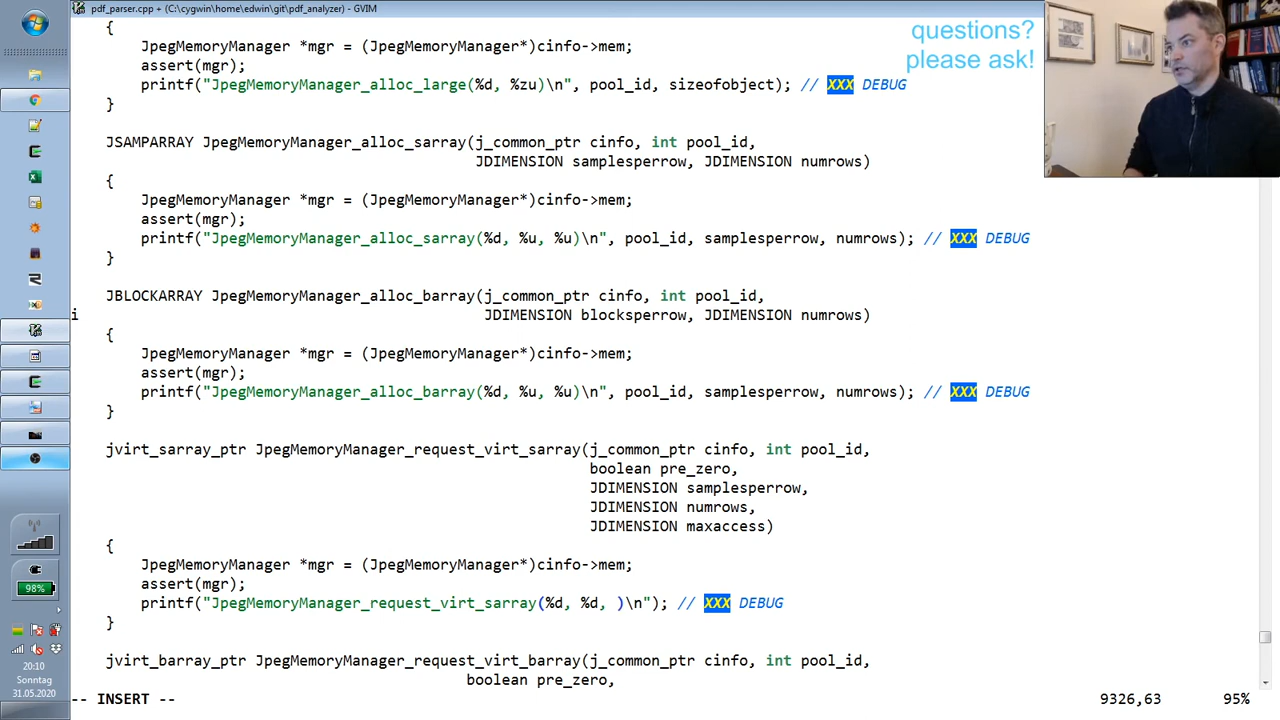 pdf_parser.cpp + (C:\cygwin\home\edwin\git\pdf_analyzer) - GVIM
questions?
please ask!
{
JpegMemoryManager *mgr = (JpegMemoryManager*)cinfo->mem;
assert(mgr);
printf("JpegMemoryManager_alloc_large(%d, %zu)\n", pool_id, sizeofobject); // XXX DEBUG
}
JSAMPARRAY JpegMemoryManager_alloc_sarray(j_common_ptr cinfo, int pool_id,
JDIMENSION samplesperrow, JDIMENSION numrows)
{
JpegMemoryManager *mgr = (JpegMemoryManager*)cinfo->mem;
assert(mgr);
printf("JpegMemoryManager_alloc_sarray(%d, %u, %u)\n", pool_id, samplesperrow, numrows); // XXX DEBUG
}
JBLOCKARRAY JpegMemoryManager_alloc_barray(j_common_ptr cinfo, int pool_id,
i JDIMENSION blocksperrow, JDIMENSION numrows)
{
JpegMemoryManager *mgr = (JpegMemoryManager*)cinfo->mem;
assert(mgr);
printf("JpegMemoryManager_alloc_barray(%d, %u, %u)\n", pool_id, samplesperrow, numrows); // XXX DEBUG
}
jvirt_sarray_ptr JpegMemoryManager_request_virt_sarray(j_common_ptr cinfo, int pool_id,
boolean pre_zero,
JDIMENSION samplesperrow,
JDIMENSION numrows,
JDIMENSION maxaccess)
{
JpegMemoryManager *mgr = (JpegMemoryManager*)cinfo->mem;
assert(mgr);
printf("JpegMemoryManager_request_virt_sarray(%d, %d, )\n"); // XXX DEBUG
}
jvirt_barray_ptr JpegMemoryManager_request_virt_barray(j_common_ptr cinfo, int pool_id,
boolean pre_zero,
-- INSERT -- 9326,63 95%
98%
20:10
Sonntag
31.05.2020